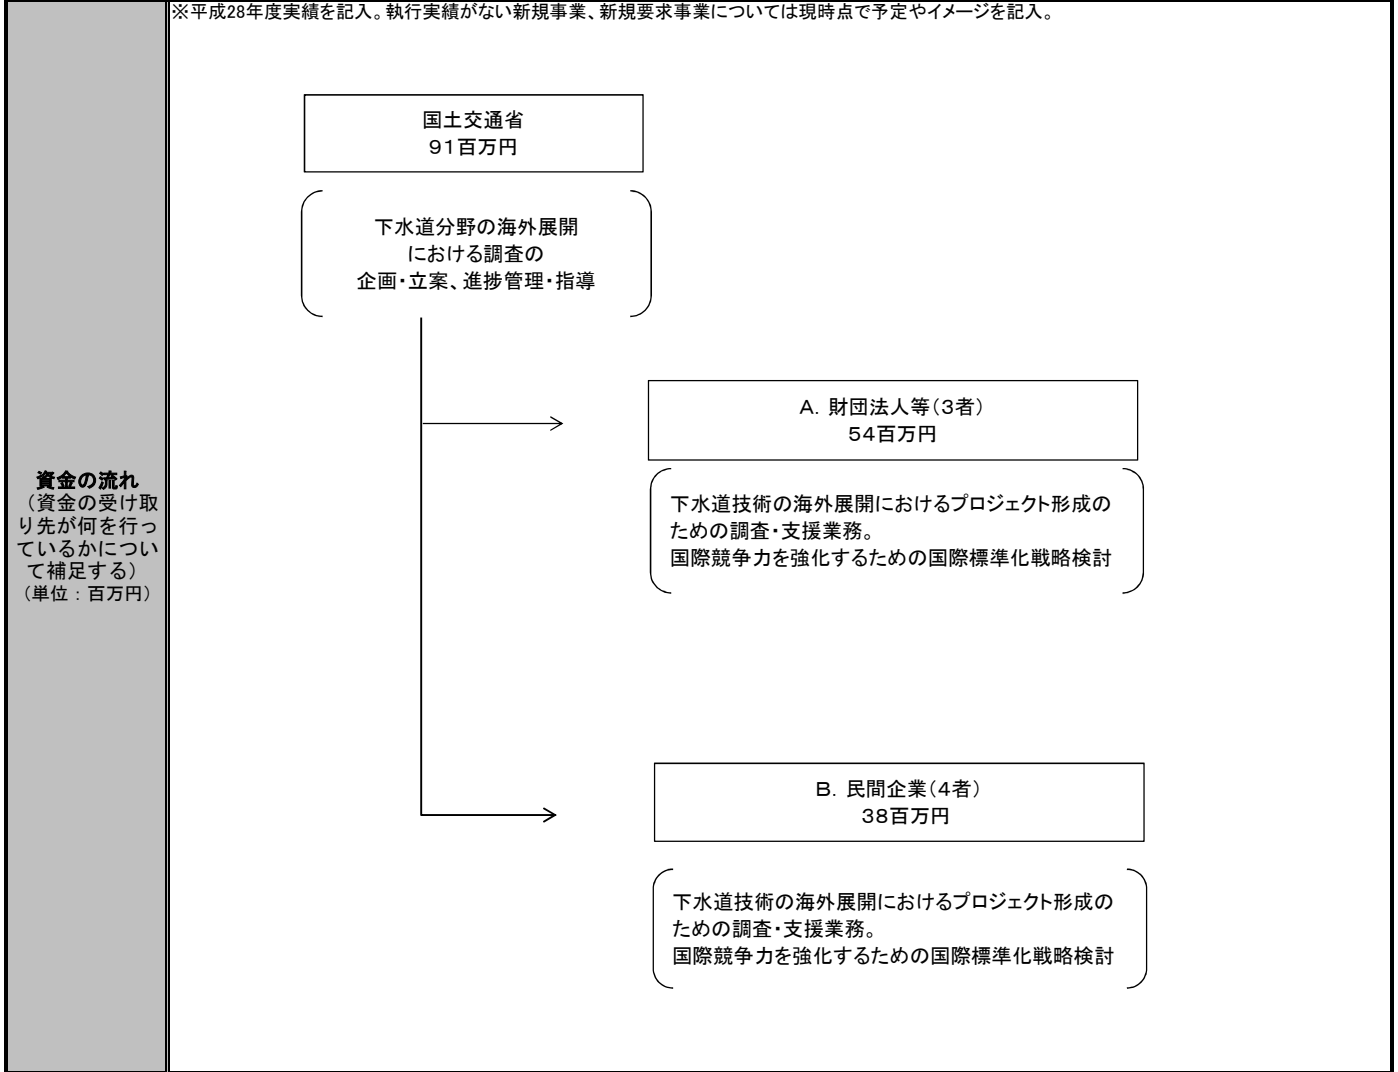 ※平成28年度実績を記入。執行実績がない新規事業、新規要求事業については現時点で予定やイメージを記入。
国土交通省
91百万円
下水道分野の海外展開
における調査の
企画・立案、進捗管理・指導
A. 財団法人等(3者)
54百万円
資金の流れ
(資金の受け取
り先が何を行っ
ているかについ
て補足する)
(単位:百万円)
下水道技術の海外展開におけるプロジェクト形成の
ための調査・支援業務。
国際競争力を強化するための国際標準化戦略検討
B. 民間企業(4者)
38百万円
下水道技術の海外展開におけるプロジェクト形成の
ための調査・支援業務。
国際競争力を強化するための国際標準化戦略検討